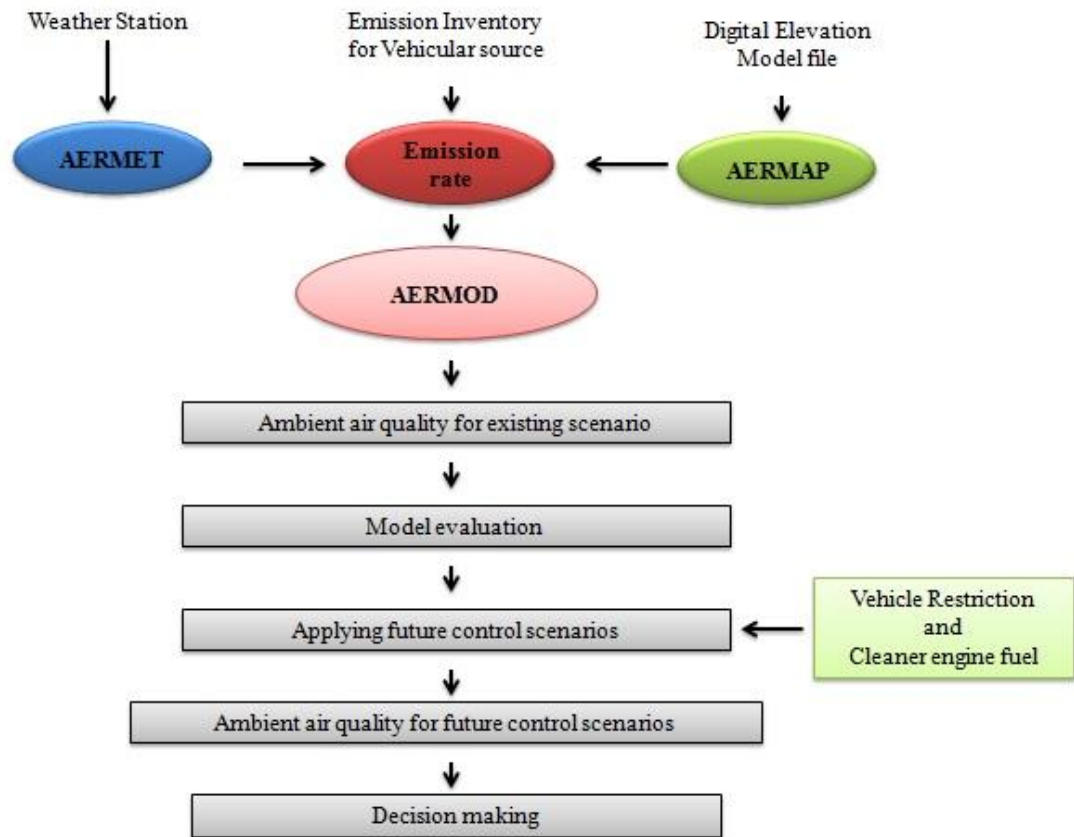 Weather Station
Emission Inventory
for Vehicular source
Digital Elevation
Model file
AERMET
Emission
rate
AERMAP
AERMOD
Ambient air quality for existing scenario
Model evaluation
Applying future control scenarios
Vehicle Restriction
and
Cleaner engine fuel
Ambient air quality for future control scenarios
Decision making